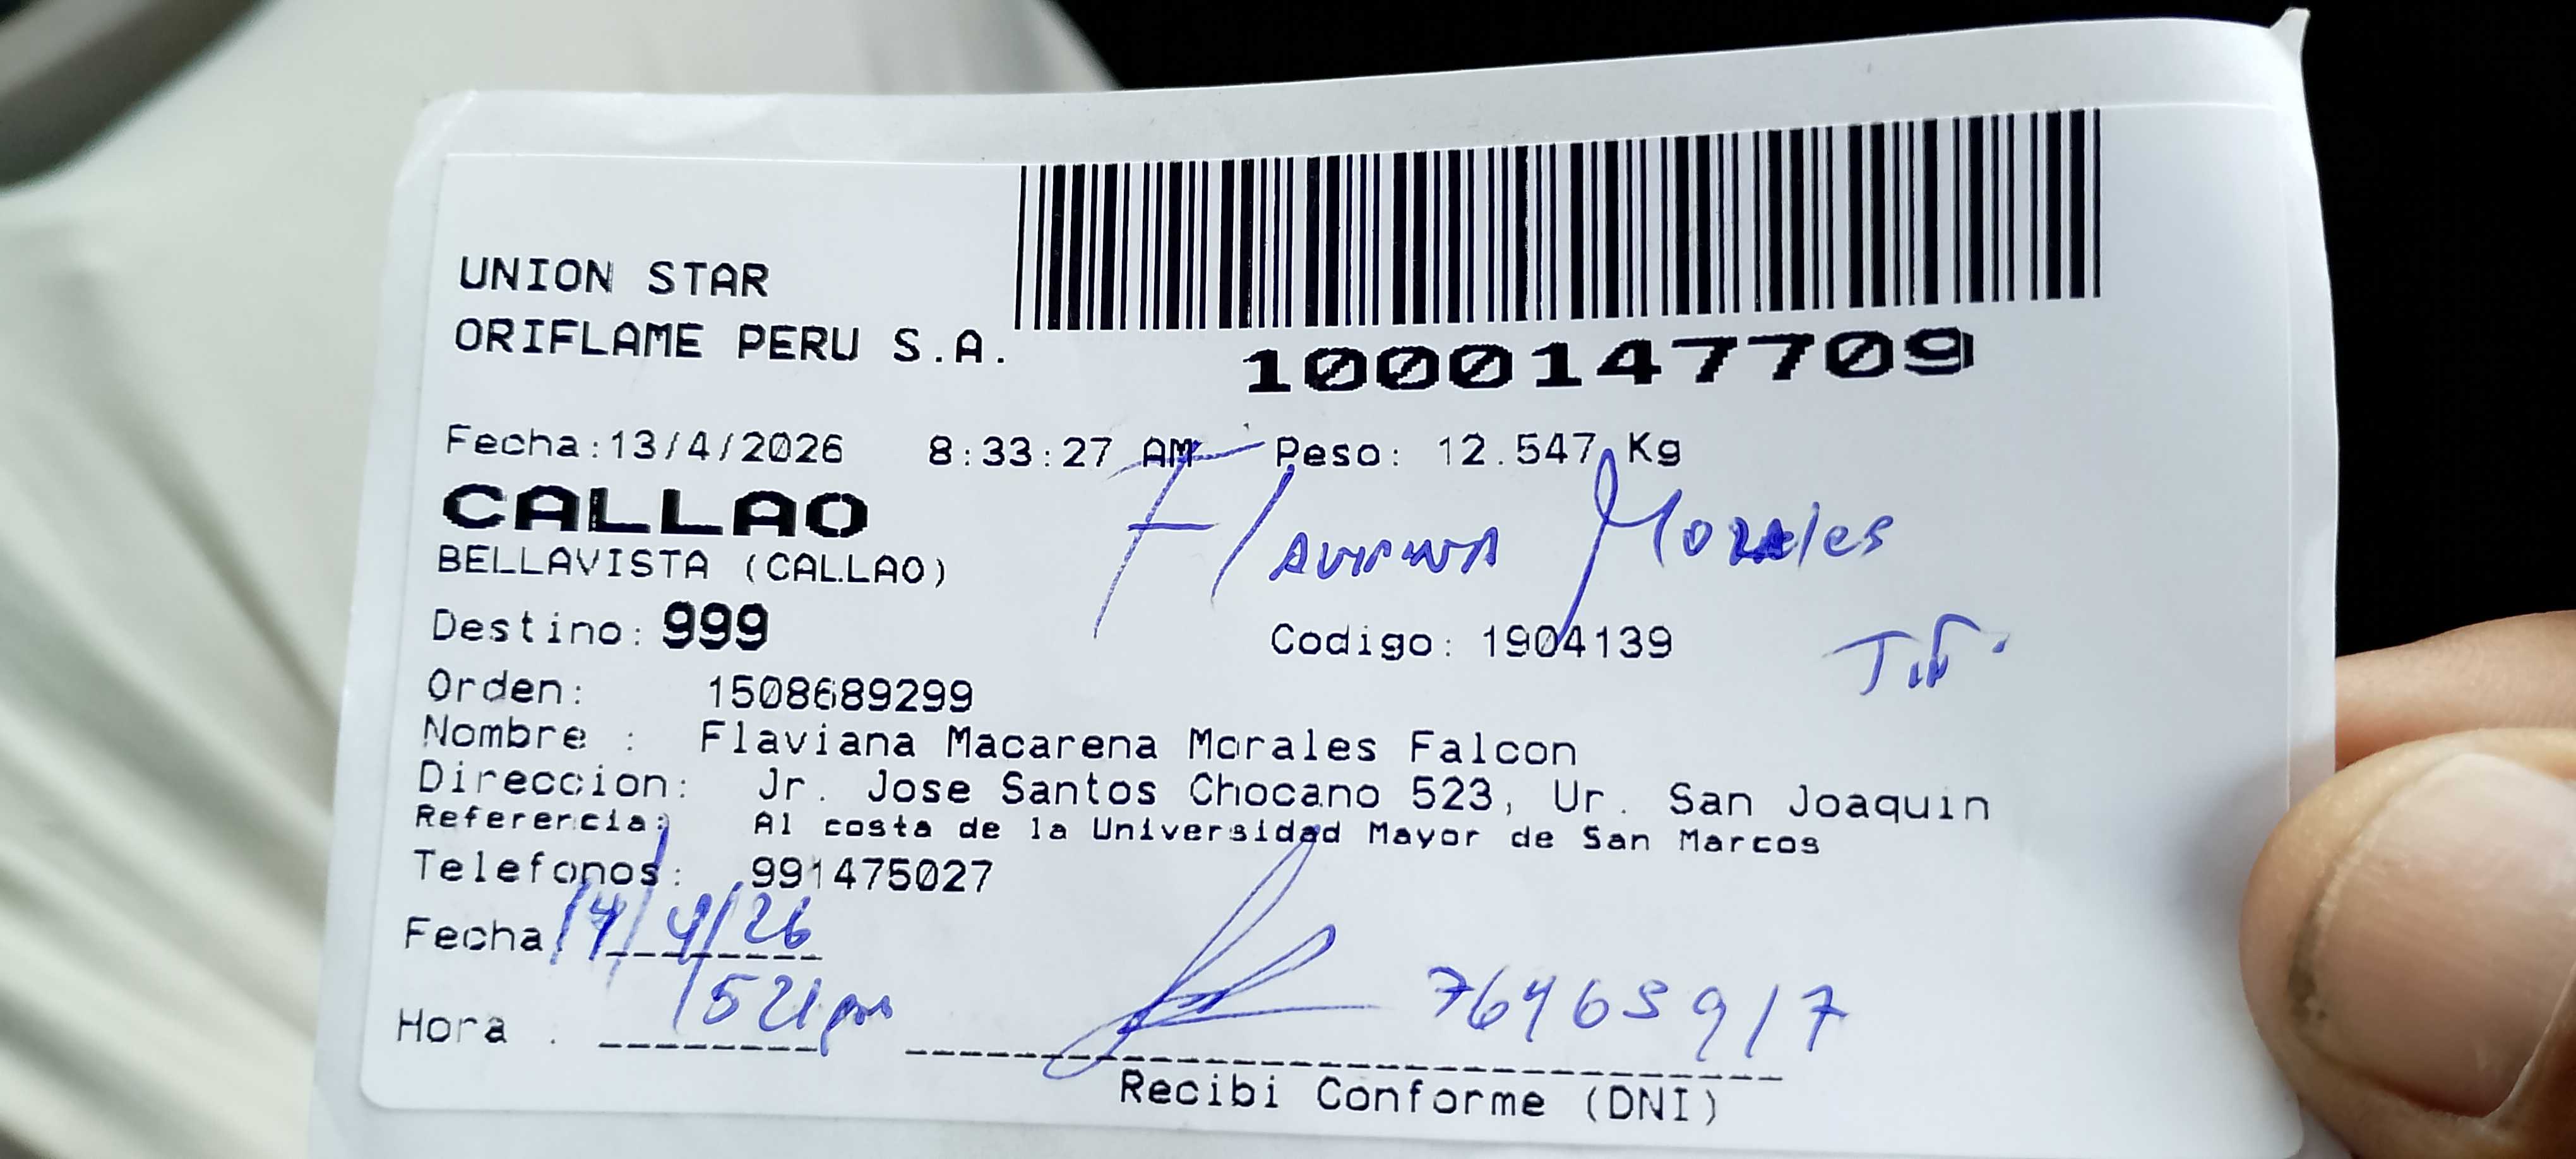 UNION STAR
ORIFLAME PERU S.A.
1000147709
Fecha:13/4/2026 8:33:27 AM Peso: 12.547 Kg
CALLAO
Flaviana Morales
BELLAVISTA (CALLAO)
Destino: 999 Codigo: 1904139
Orden: 1508689299
Nombre : Flaviana Macarena Morales Falcon
Direccion: Jr. Jose Santos Chocano 523, Ur. San Joaquin
Referencia: Al costa de la Universidad Mayor de San Marcos
Telefonos: 991475027
Fecha 14/4/26
Hora : 76465917
Recibi Conforme (DNI)